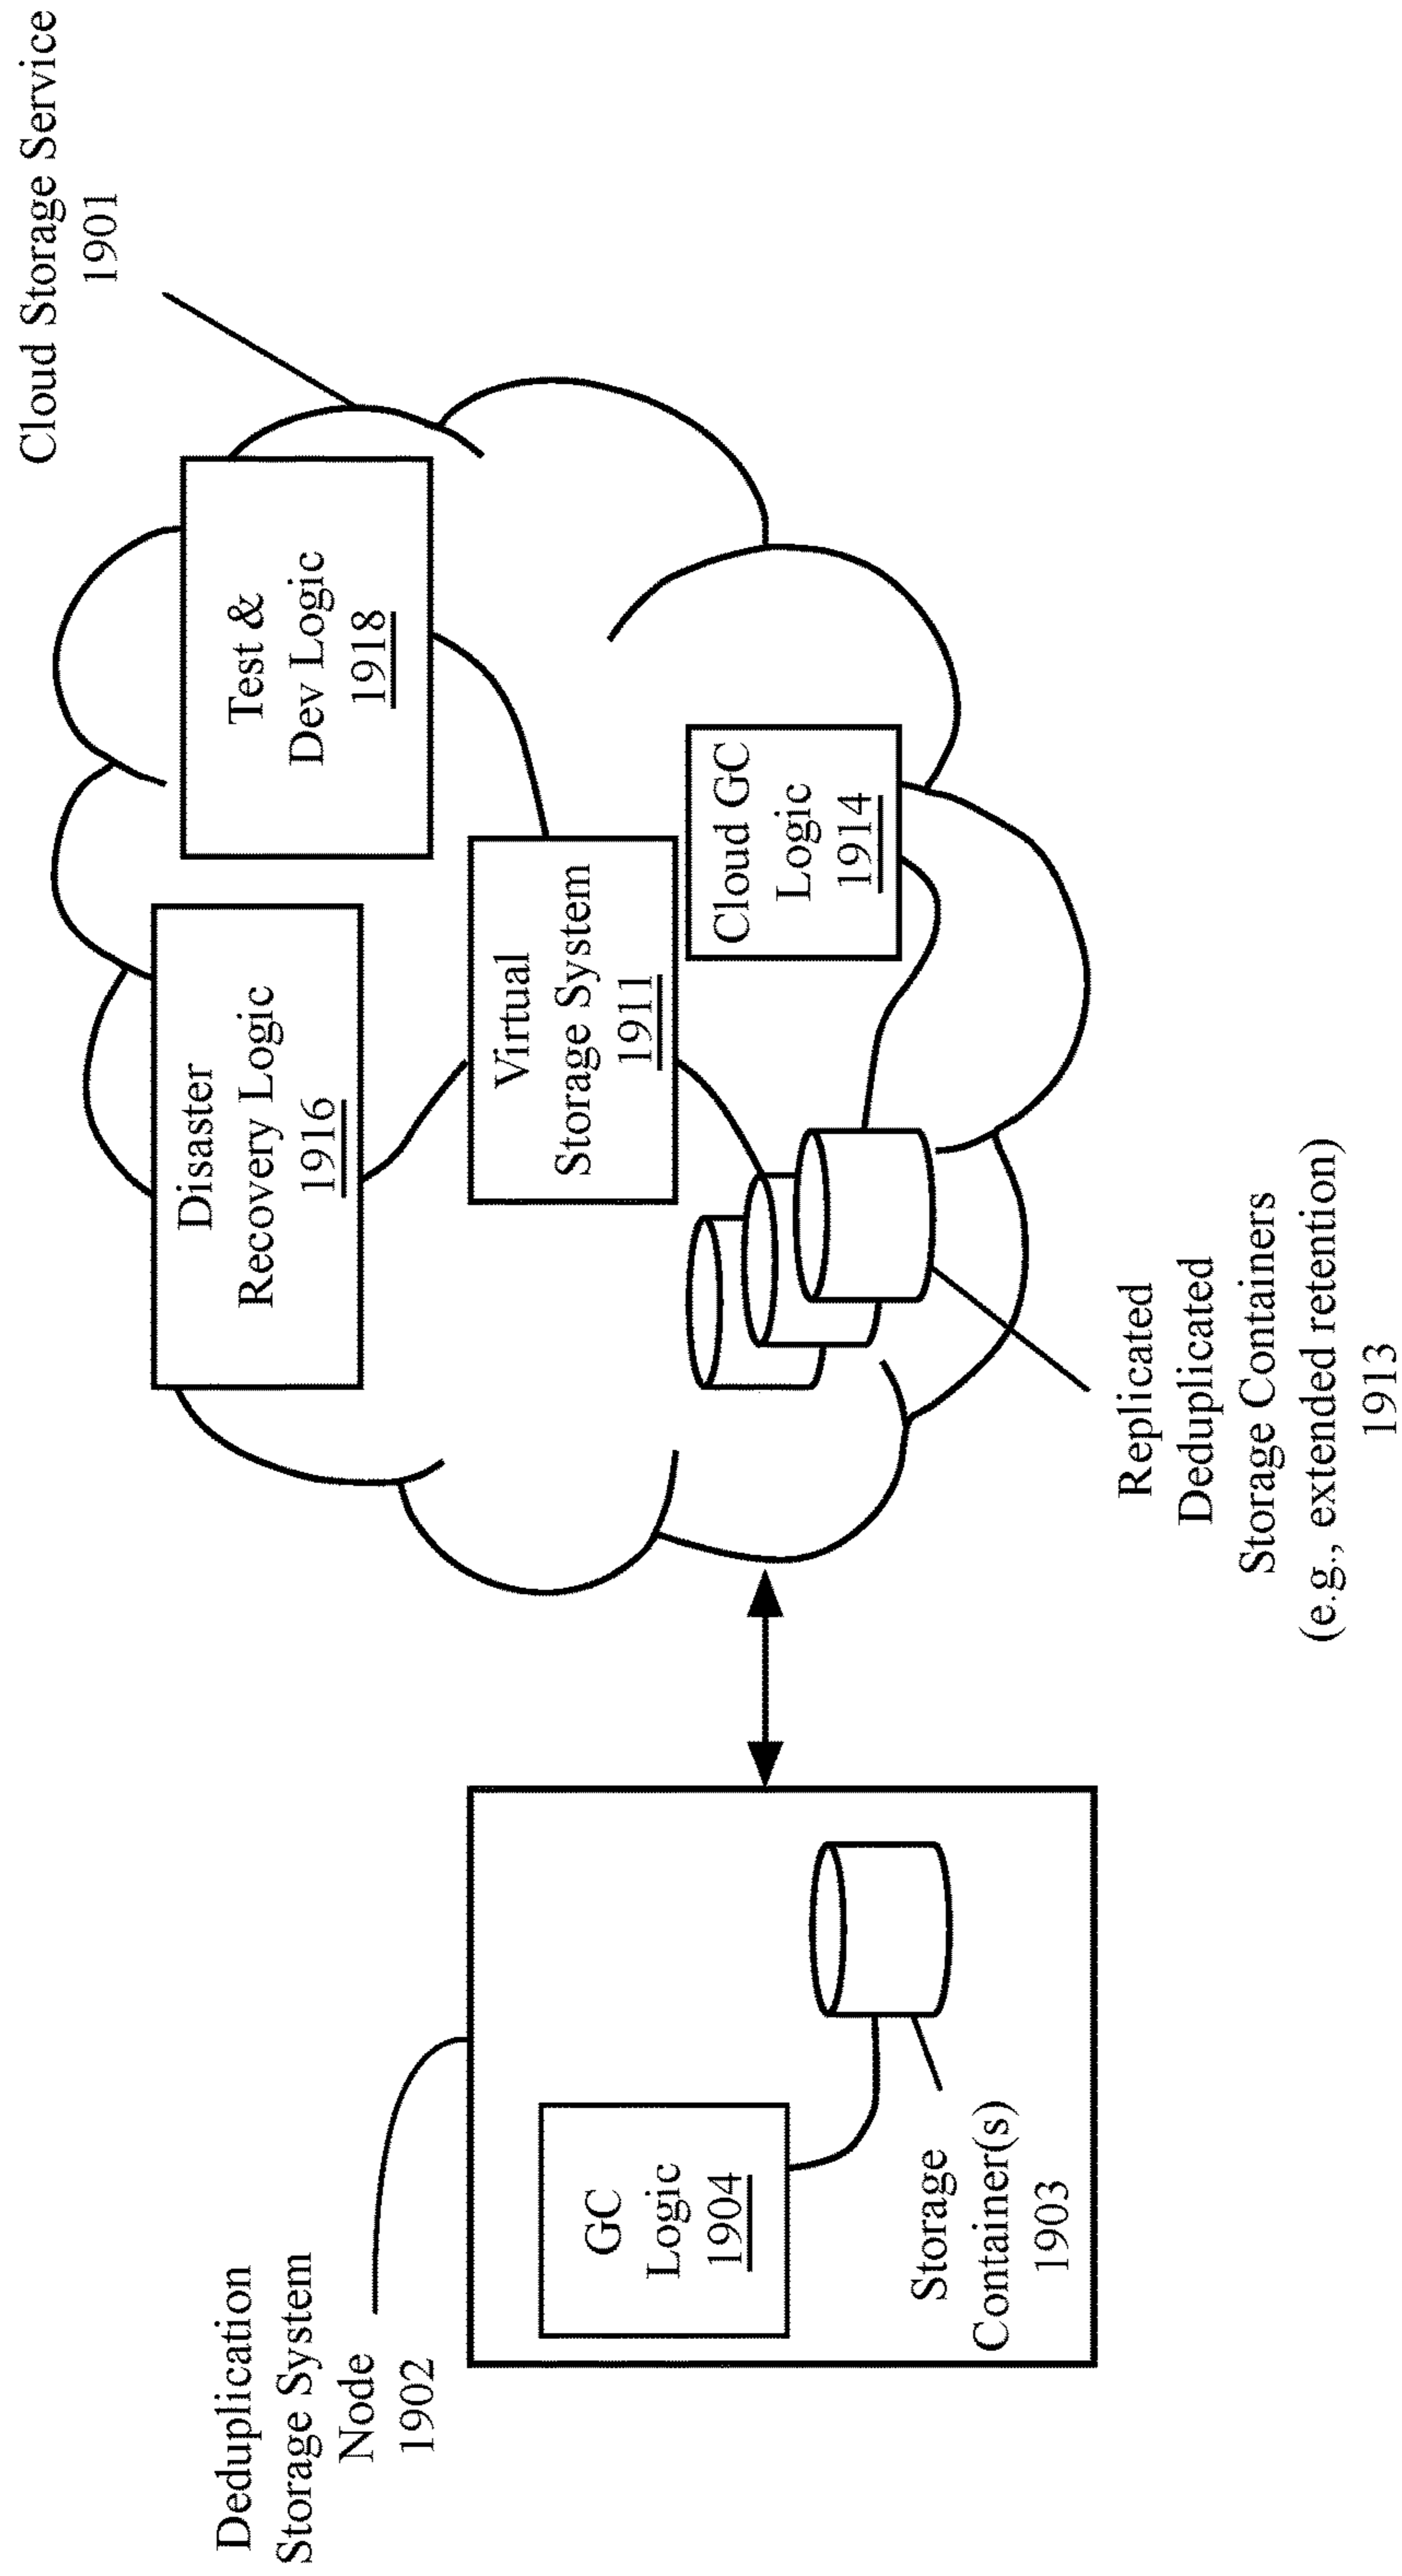 Cloud Storage Service
1901
Test &
Dev Logic
1918
Disaster
Recovery Logic
1916
Virtual
Storage System
1911
Cloud GC
Logic
1914
Replicated
Deduplicated
Storage Containers
(e.g., extended retention)
1913
Deduplication
Storage System
Node
1902
GC
Logic
1904
Storage
Container(s)
1903